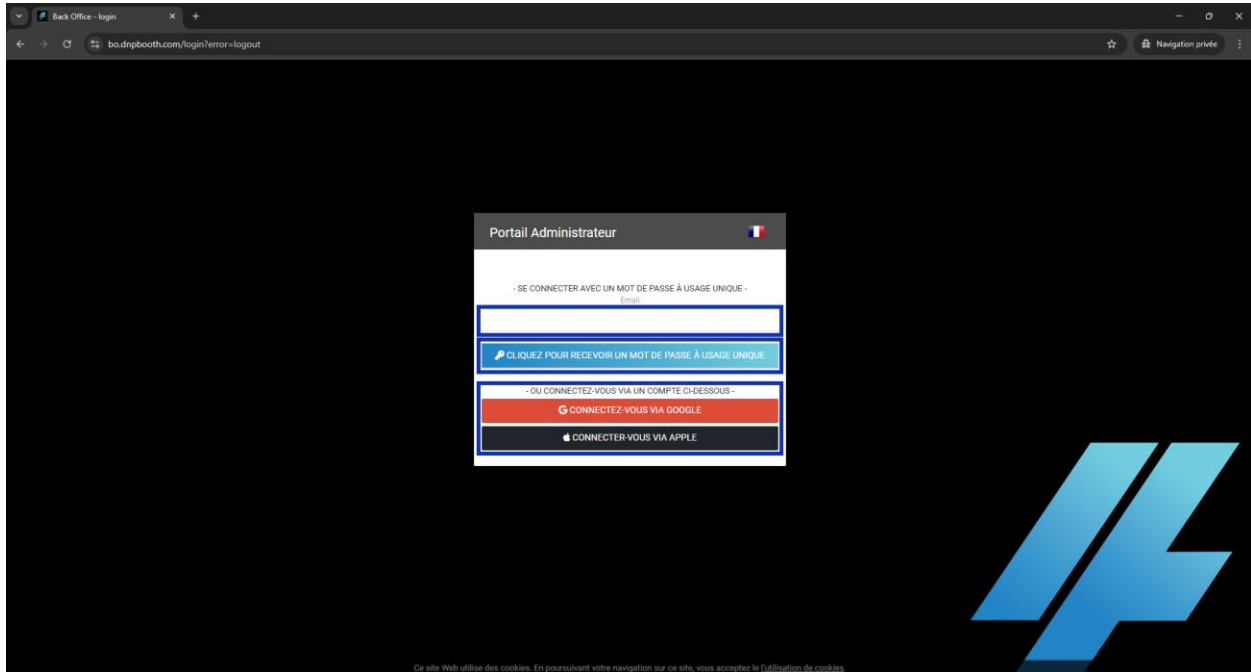 Back Office - login
bo.dnpbooth.com/login?error=logout
Navigation privée
Portail Administrateur
- SE CONNECTER AVEC UN MOT DE PASSE À USAGE UNIQUE -
Email
CLIQUEZ POUR RECEVOIR UN MOT DE PASSE À USAGE UNIQUE
- OU CONNECTEZ-VOUS VIA UN COMPTE CI-DESSOUS -
G CONNECTEZ-VOUS VIA GOOGLE
CONNECTER-VOUS VIA APPLE
Ce site Web utilise des cookies. En poursuivant votre navigation sur ce site, vous acceptez le l'utilisation de cookies.